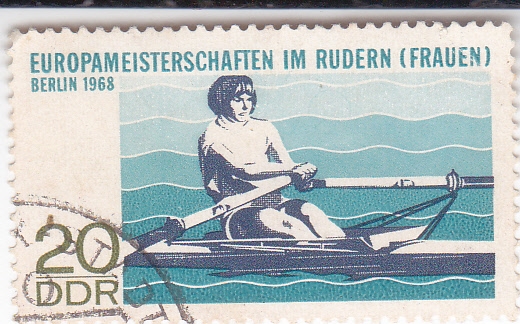 EUROPAMEISTERSCHAFTEN IM RUDERN (FRAUEN)
BERLIN 1968
20
DDR